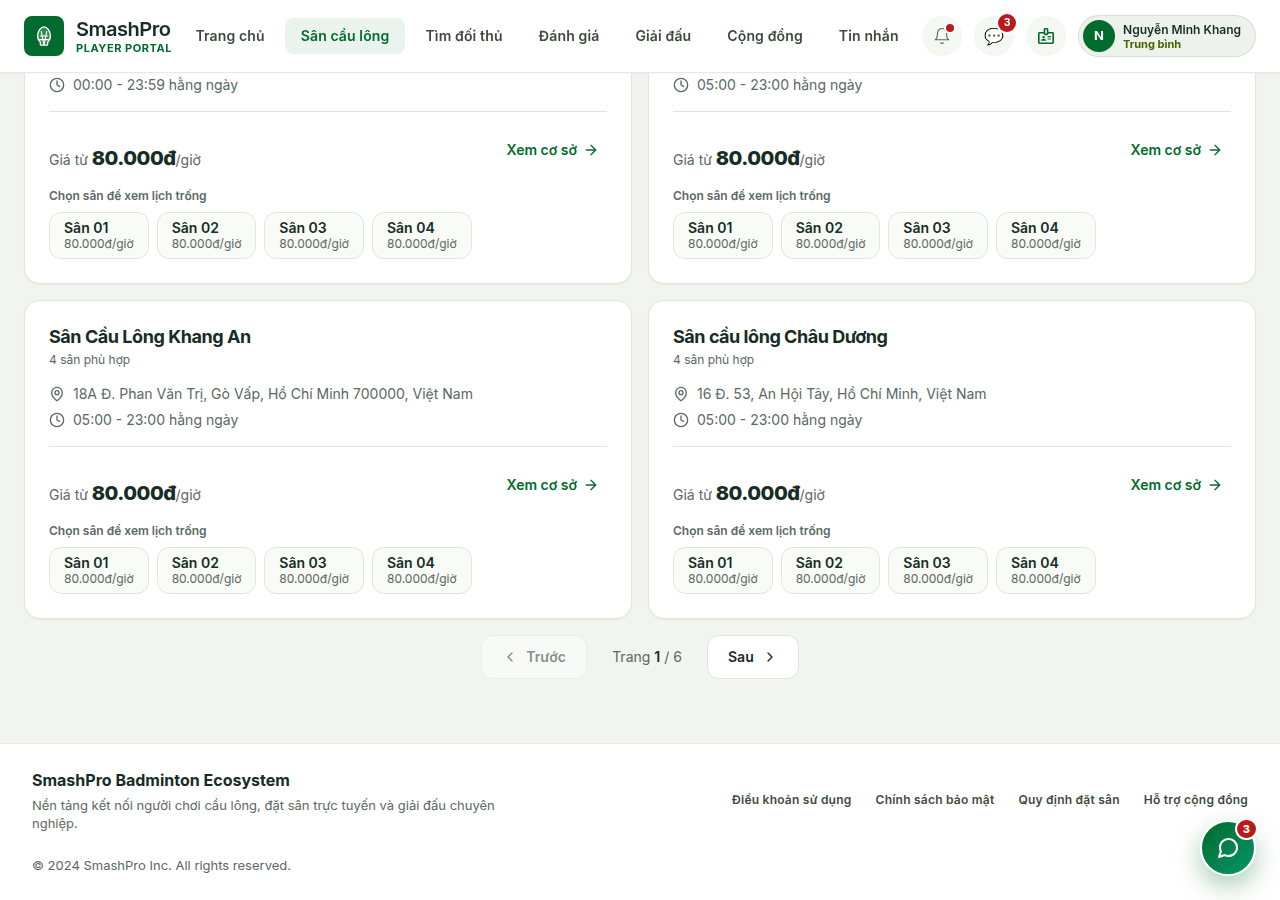 SmashPro
PLAYER PORTAL
Trang chủ
Sân cầu lông
Tìm đối thủ
Đánh giá
Giải đấu
Cộng đồng
Tin nhắn
3
N
Nguyễn Minh Khang
Trung bình
00:00 - 23:59 hằng ngày
Giá từ 80.000đ/giờ
Xem cơ sở
Chọn sân để xem lịch trống
Sân 01
80.000đ/giờ
Sân 02
80.000đ/giờ
Sân 03
80.000đ/giờ
Sân 04
80.000đ/giờ
05:00 - 23:00 hằng ngày
Giá từ 80.000đ/giờ
Xem cơ sở
Chọn sân để xem lịch trống
Sân 01
80.000đ/giờ
Sân 02
80.000đ/giờ
Sân 03
80.000đ/giờ
Sân 04
80.000đ/giờ
Sân Cầu Lông Khang An
4 sân phù hợp
18A Đ. Phan Văn Trị, Gò Vấp, Hồ Chí Minh 700000, Việt Nam
05:00 - 23:00 hằng ngày
Giá từ 80.000đ/giờ
Xem cơ sở
Chọn sân để xem lịch trống
Sân 01
80.000đ/giờ
Sân 02
80.000đ/giờ
Sân 03
80.000đ/giờ
Sân 04
80.000đ/giờ
Sân cầu lông Châu Dương
4 sân phù hợp
16 Đ. 53, An Hội Tây, Hồ Chí Minh, Việt Nam
05:00 - 23:00 hằng ngày
Giá từ 80.000đ/giờ
Xem cơ sở
Chọn sân để xem lịch trống
Sân 01
80.000đ/giờ
Sân 02
80.000đ/giờ
Sân 03
80.000đ/giờ
Sân 04
80.000đ/giờ
Trước
Trang 1 / 6
Sau
SmashPro Badminton Ecosystem
Nền tảng kết nối người chơi cầu lông, đặt sân trực tuyến và giải đấu chuyên
nghiệp.
© 2024 SmashPro Inc. All rights reserved.
Điều khoản sử dụng
Chính sách bảo mật
Quy định đặt sân
Hỗ trợ cộng đồng
3